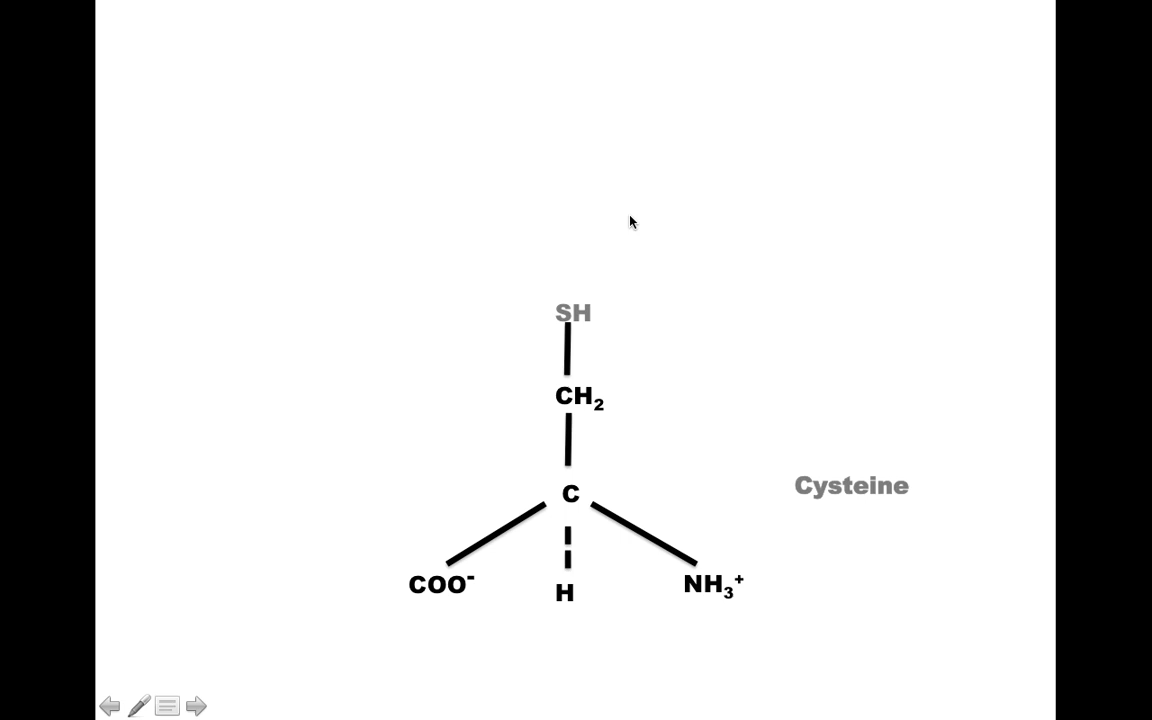 SH
CH₂
C
Cysteine
COO⁻
H
NH₃⁺